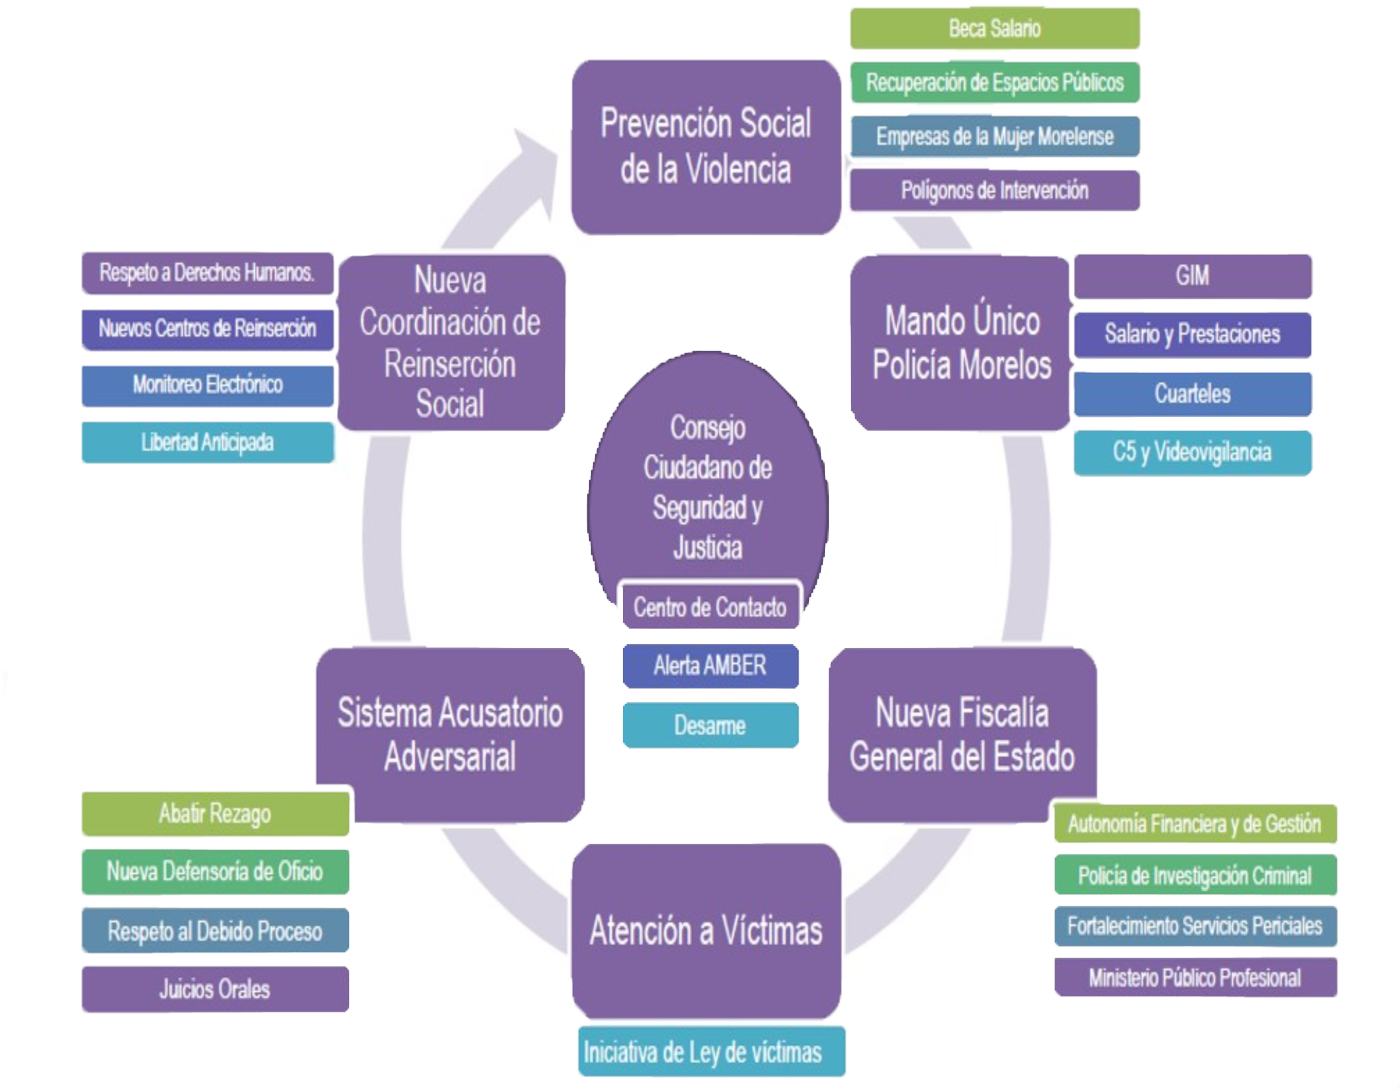 Beca Salario
Recuperación de Espacios Públicos
Empresas de la Mujer Morelense
Polígonos de Intervención
Prevención Social
de la Violencia
GIM
Salario y Prestaciones
Cuarteles
C5 y Videovigilancia
Mando Único
Policía Morelos
Respeto a Derechos Humanos.
Nuevos Centros de Reinserción
Monitoreo Electrónico
Libertad Anticipada
Nueva
Coordinación de
Reinserción
Social
Consejo
Ciudadano de
Seguridad y
Justicia
Centro de Contacto
Alerta AMBER
Desarme
Sistema Acusatorio
Adversarial
Abatir Rezago
Nueva Defensoría de Oficio
Respeto al Debido Proceso
Juicios Orales
Nueva Fiscalía
General del Estado
Autonomía Financiera y de Gestión
Policía de Investigación Criminal
Fortalecimiento Servicios Periciales
Ministerio Público Profesional
Atención a Víctimas
Iniciativa de Ley de víctimas